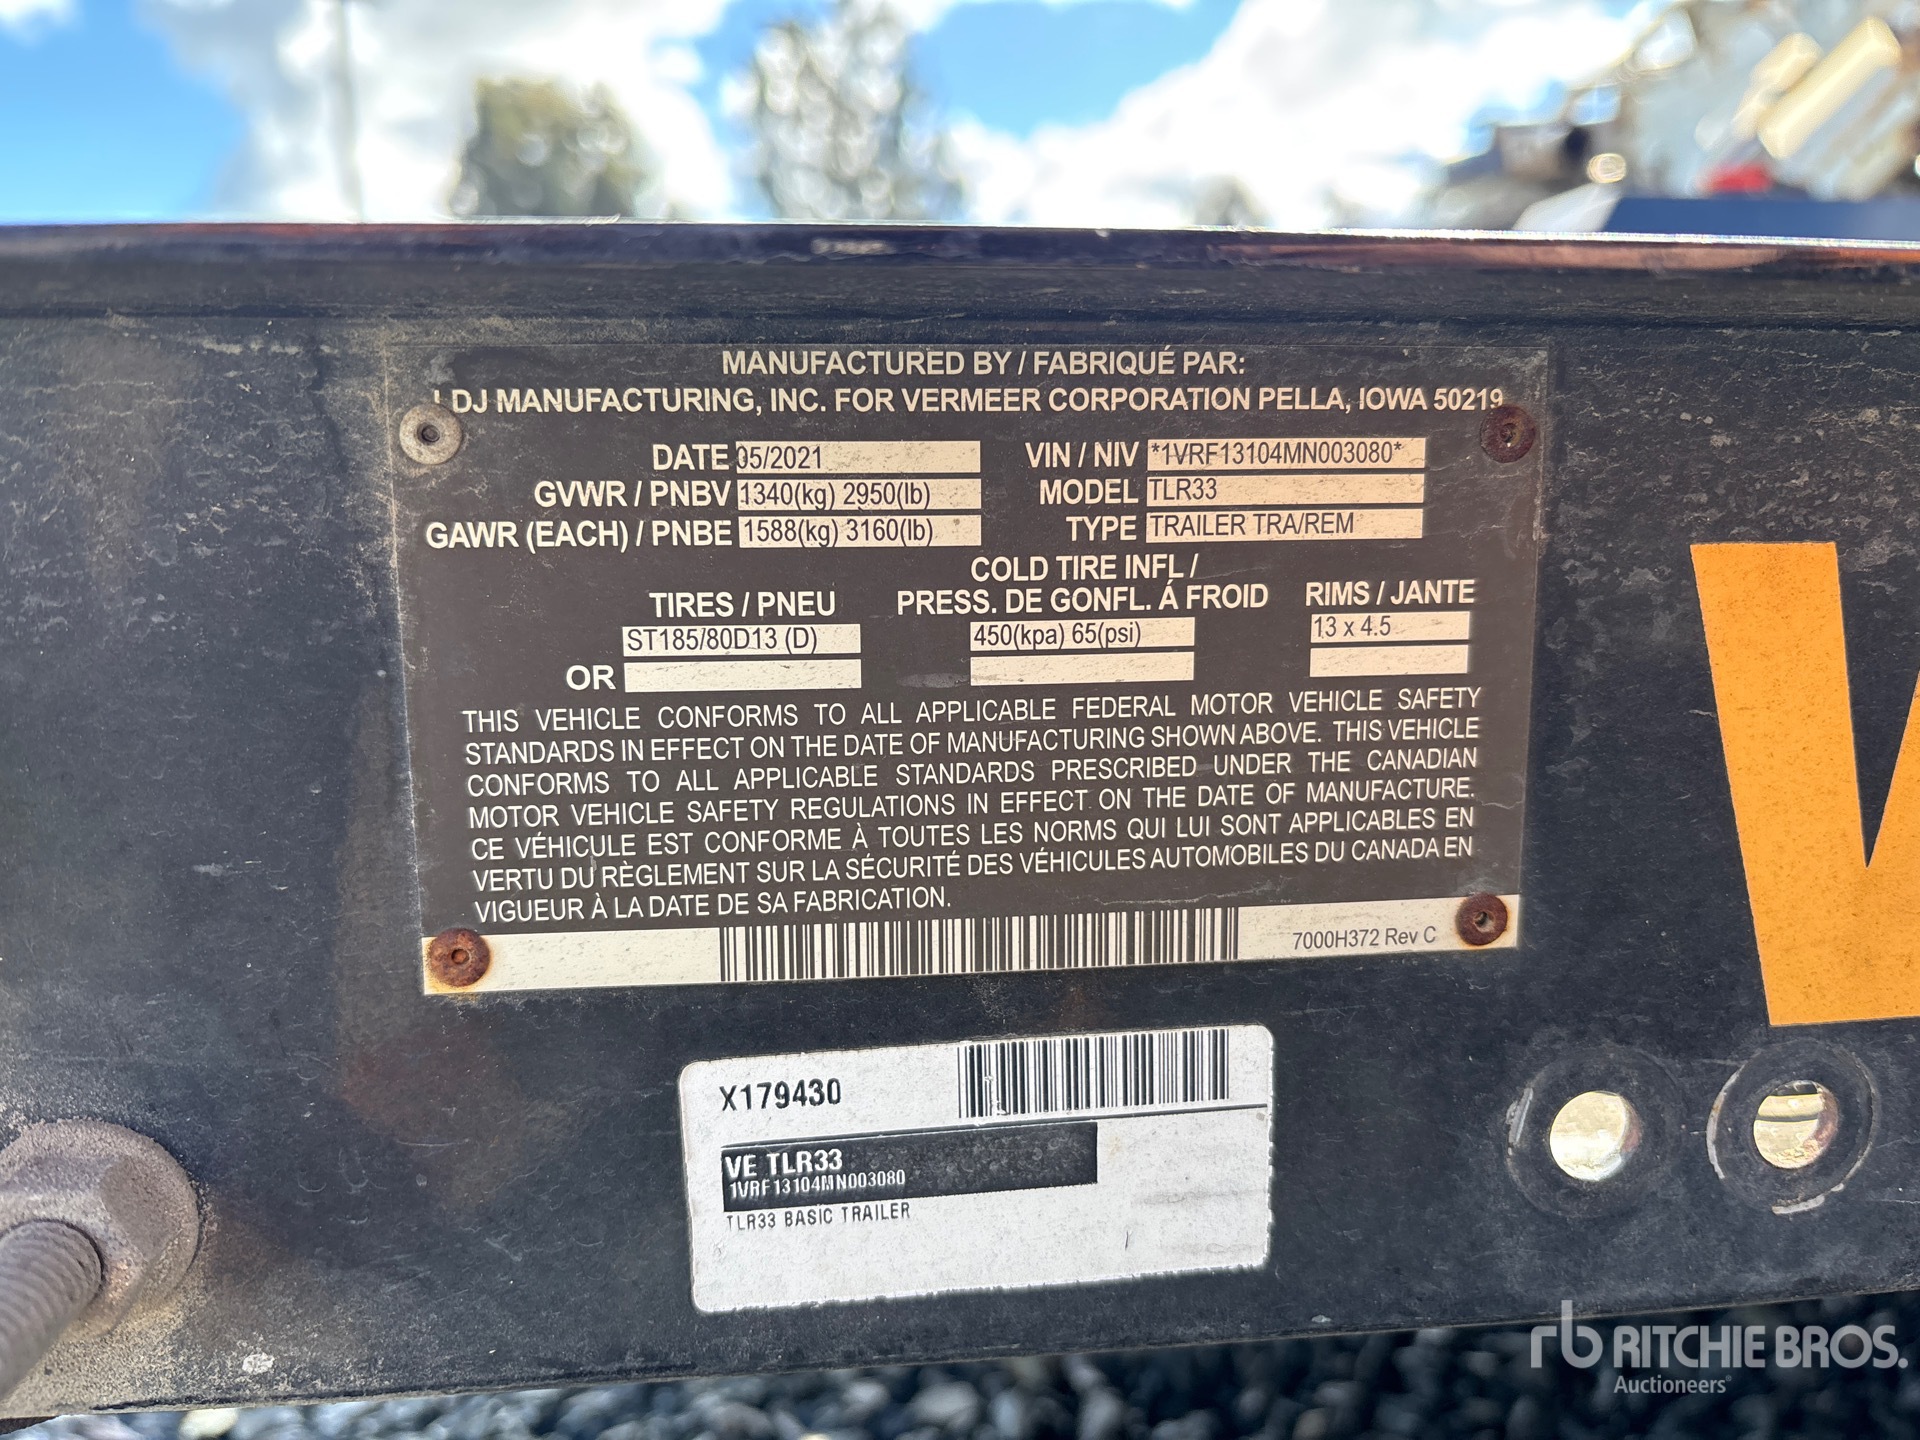 MANUFACTURED BY / FABRIQUÉ PAR:
LDJ MANUFACTURING, INC. FOR VERMEER CORPORATION PELLA, IOWA 50219
DATE 05/2021 VIN / NIV *1VRF13104MN003080*
GVWR / PNBV 1340(kg) 2950(lb) MODEL TLR33
GAWR (EACH) / PNBE 1588(kg) 3160(lb) TYPE TRAILER TRA/REM
COLD TIRE INFL /
TIRES / PNEU PRESS. DE GONFL. Á FROID RIMS / JANTE
ST185/80D13 (D) 450(kpa) 65(psi) 13 x 4.5
OR
THIS VEHICLE CONFORMS TO ALL APPLICABLE FEDERAL MOTOR VEHICLE SAFETY
STANDARDS IN EFFECT ON THE DATE OF MANUFACTURING SHOWN ABOVE. THIS VEHICLE
CONFORMS TO ALL APPLICABLE STANDARDS PRESCRIBED UNDER THE CANADIAN
MOTOR VEHICLE SAFETY REGULATIONS IN EFFECT ON THE DATE OF MANUFACTURE.
CE VÉHICULE EST CONFORME À TOUTES LES NORMS QUI LUI SONT APPLICABLES EN
VERTU DU RÈGLEMENT SUR LA SÉCURITÉ DES VÉHICULES AUTOMOBILES DU CANADA EN
VIGUEUR À LA DATE DE SA FABRICATION.
7000H372 Rev C
X179430
VE TLR33
1VRF13104MN003080
TLR33 BASIC TRAILER
rb RITCHIE BROS.
Auctioneers